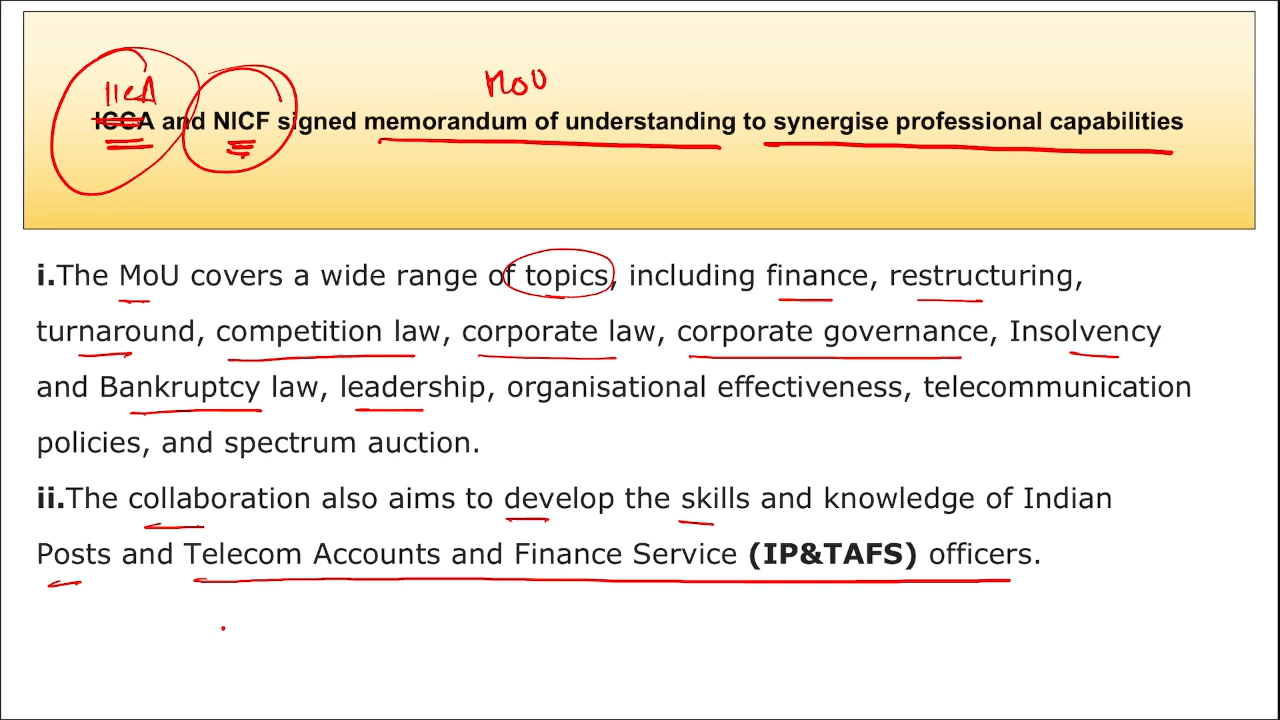 IICA MoU
ICCA and NICF signed memorandum of understanding to synergise professional capabilities
i.The MoU covers a wide range of topics, including finance, restructuring,
turnaround, competition law, corporate law, corporate governance, Insolvency
and Bankruptcy law, leadership, organisational effectiveness, telecommunication
policies, and spectrum auction.
ii.The collaboration also aims to develop the skills and knowledge of Indian
Posts and Telecom Accounts and Finance Service (IP&TAFS) officers.